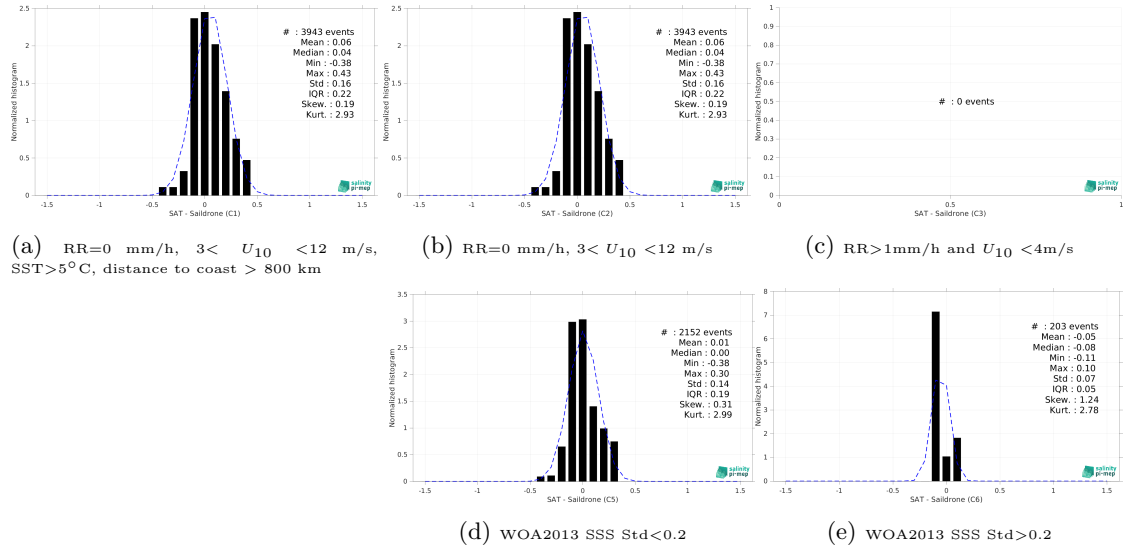 2.5
2
1.5
1
0.5
0
Normalized histogram
# : 3943 events
Mean : 0.06
Median : 0.04
Min : -0.38
Max : 0.43
Std : 0.16
IQR : 0.22
Skew. : 0.19
Kurt. : 2.93
salinity
pi-mep
-1.5 -1 -0.5 0 0.5 1 1.5
SAT - Saildrone (C1)
(a) RR=0 mm/h, 3< U10 <12 m/s,
SST>5°C, distance to coast > 800 km
2.5
2
1.5
1
0.5
0
Normalized histogram
# : 3943 events
Mean : 0.06
Median : 0.04
Min : -0.38
Max : 0.43
Std : 0.16
IQR : 0.22
Skew. : 0.19
Kurt. : 2.93
salinity
pi-mep
-1.5 -1 -0.5 0 0.5 1 1.5
SAT - Saildrone (C2)
(b) RR=0 mm/h, 3< U10 <12 m/s
1
0.9
0.8
0.7
0.6
0.5
0.4
0.3
0.2
0.1
0
Normalized histogram
# : 0 events
salinity
pi-mep
0 0.5 1
SAT - Saildrone (C3)
(c) RR>1mm/h and U10 <4m/s
3.5
3
2.5
2
1.5
1
0.5
0
Normalized histogram
# : 2152 events
Mean : 0.01
Median : 0.00
Min : -0.38
Max : 0.30
Std : 0.14
IQR : 0.19
Skew. : 0.31
Kurt. : 2.99
salinity
pi-mep
-1.5 -1 -0.5 0 0.5 1 1.5
SAT - Saildrone (C5)
(d) WOA2013 SSS Std<0.2
8
7
6
5
4
3
2
1
0
Normalized histogram
# : 203 events
Mean : -0.05
Median : -0.08
Min : -0.11
Max : 0.10
Std : 0.07
IQR : 0.05
Skew. : 1.24
Kurt. : 2.78
salinity
pi-mep
-1.5 -1 -0.5 0 0.5 1 1.5
SAT - Saildrone (C6)
(e) WOA2013 SSS Std>0.2